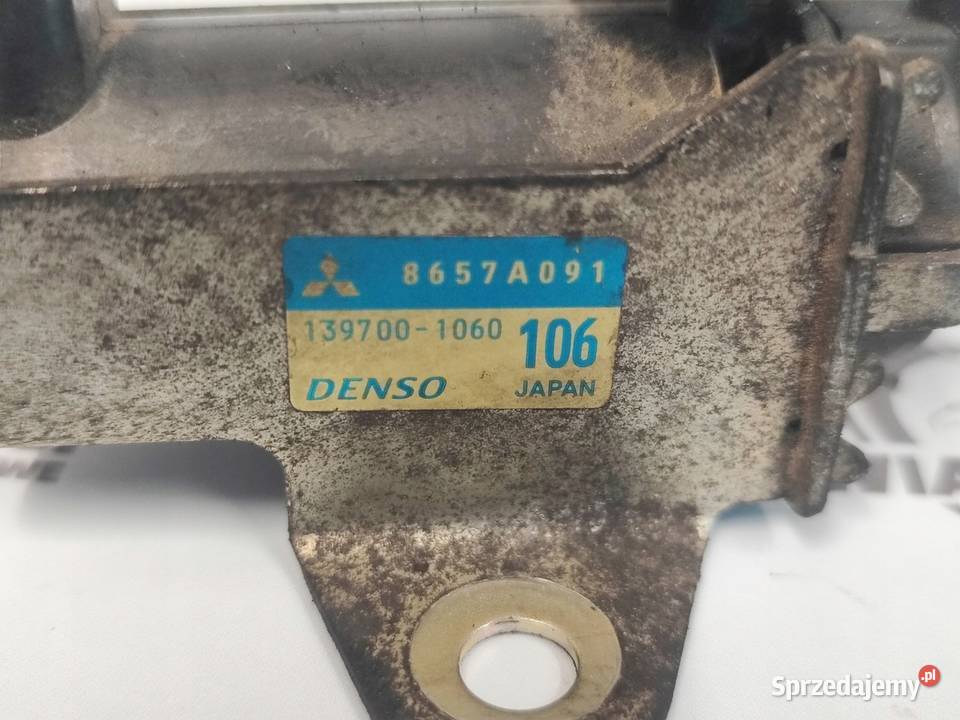 8657A091
139700-1060 106
DENSO JAPAN
Sprzedajemy.pl